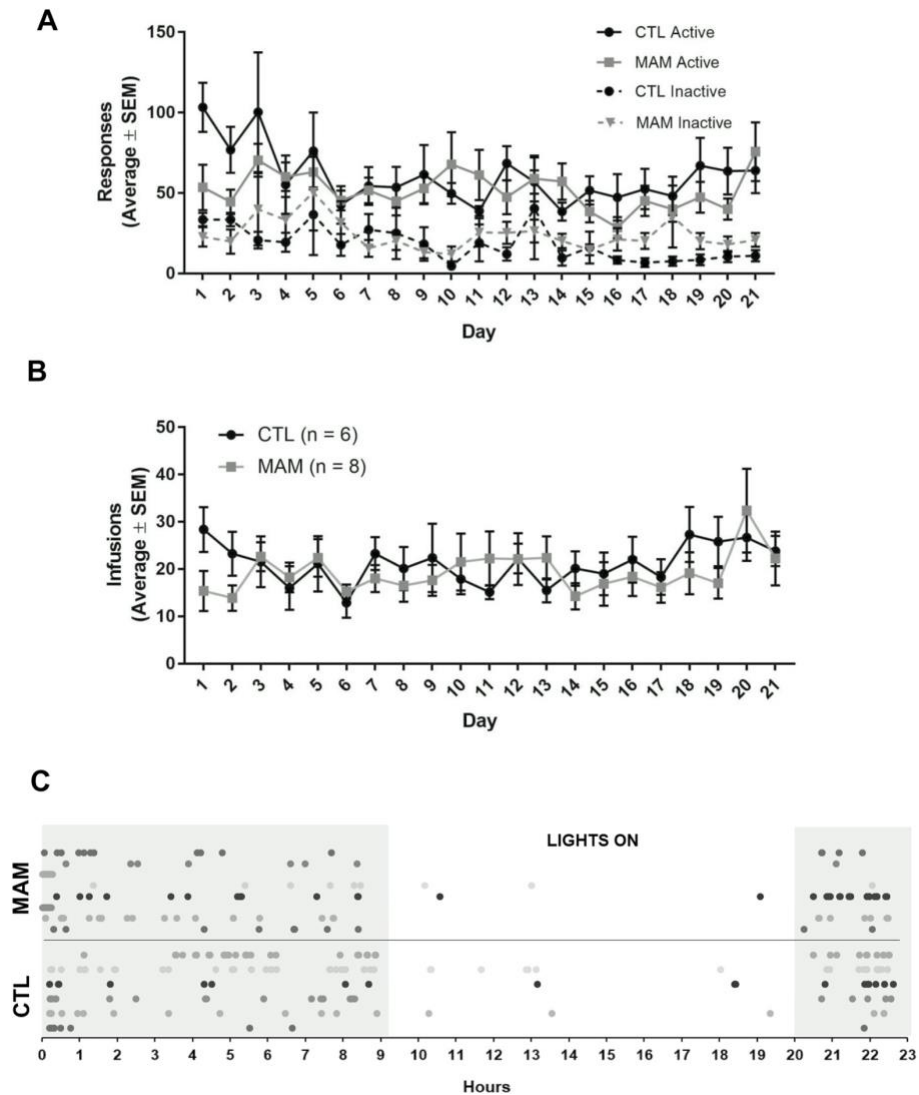 A
150
100
50
0
Responses
(Average ± SEM)
CTL Active
MAM Active
CTL Inactive
MAM Inactive
1 2 3 4 5 6 7 8 9 10 11 12 13 14 15 16 17 18 19 20 21
Day
B
50
40
30
20
10
0
Infusions
(Average ± SEM)
CTL (n = 6)
MAM (n = 8)
1 2 3 4 5 6 7 8 9 10 11 12 13 14 15 16 17 18 19 20 21
Day
C
LIGHTS ON
MAM
CTL
0 1 2 3 4 5 6 7 8 9 10 11 12 13 14 15 16 17 18 19 20 21 22 23
Hours